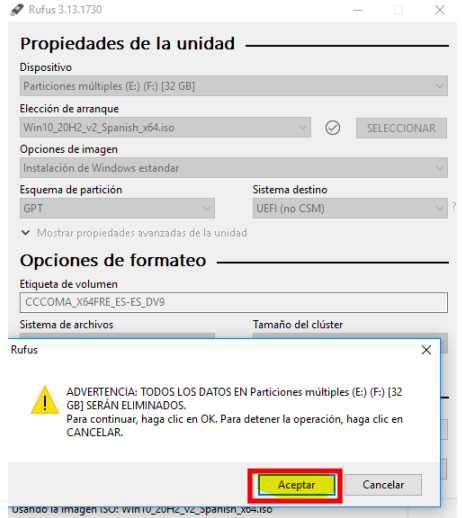 Rufus 3.13.1730
Propiedades de la unidad
Dispositivo
Particiones múltiples (E:) (F:) [32 GB]
Elección de arranque
Win10_20H2_v2_Spanish_x64.iso
SELECCIONAR
Opciones de imagen
Instalación de Windows estandar
Esquema de partición Sistema destino
GPT UEFI (no CSM) ?
Mostrar propiedades avanzadas de la unidad
Opciones de formateo
Etiqueta de volumen
CCCOMA_X64FRE_ES-ES_DV9
Sistema de archivos Tamaño del clúster
Rufus
ADVERTENCIA: TODOS LOS DATOS EN Particiones múltiples (E:) (F:) [32
GB] SERÁN ELIMINADOS.
Para continuar, haga clic en OK. Para detener la operación, haga clic en
CANCELAR.
Aceptar Cancelar
Usando la imagen ISO: Win10_20H2_v2_Spanish_x64.iso